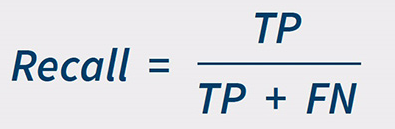 Recall = TP
TP + FN